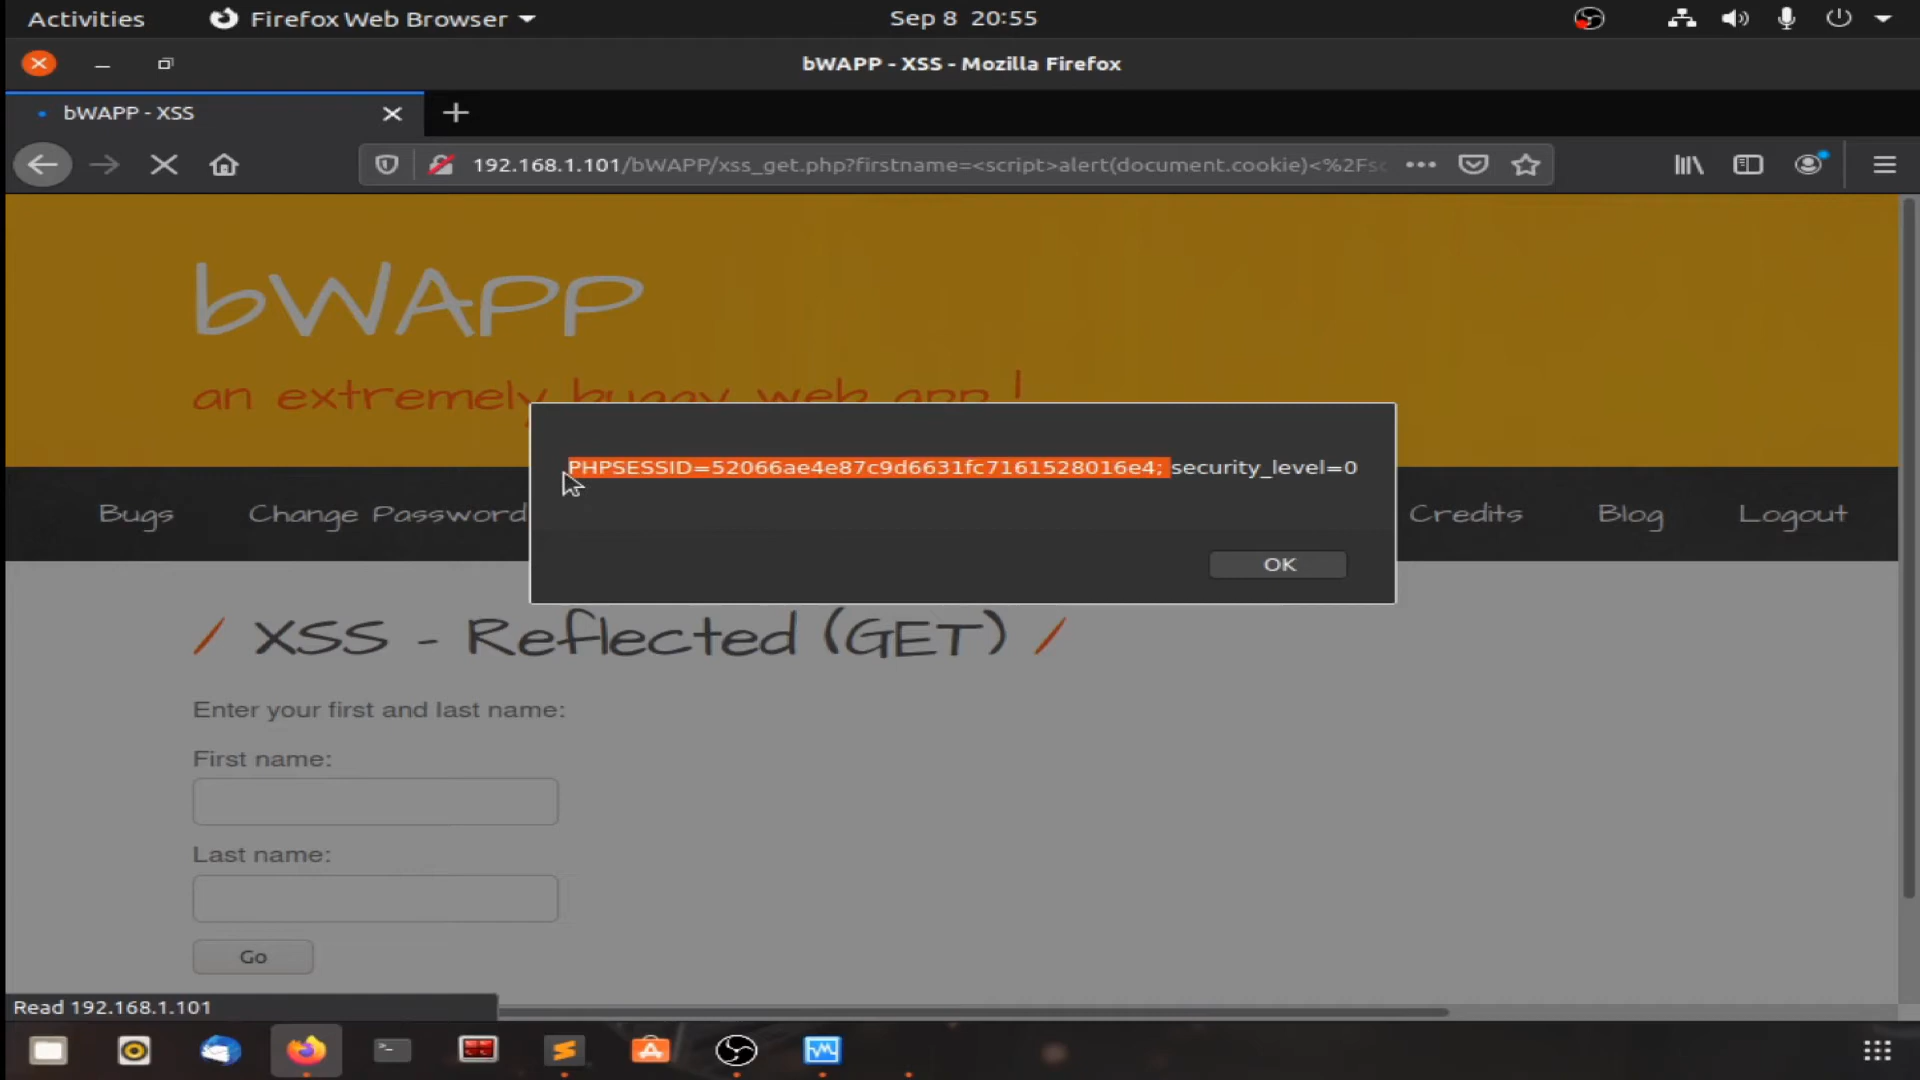 Activities
Firefox Web Browser
Sep 8 20:55
bWAPP - XSS - Mozilla Firefox
bWAPP - XSS
192.168.1.101/bWAPP/xss_get.php?firstname=<script>alert(document.cookie)<%2Fsc
bWAPP
an extremely buggy web app !
PHPSESSID=52066ae4e87c9d6631fc7161528016e4; security_level=0
OK
Bugs
Change Password
Credits
Blog
Logout
/ XSS - Reflected (GET) /
Enter your first and last name:
First name:
Last name:
Go
Read 192.168.1.101